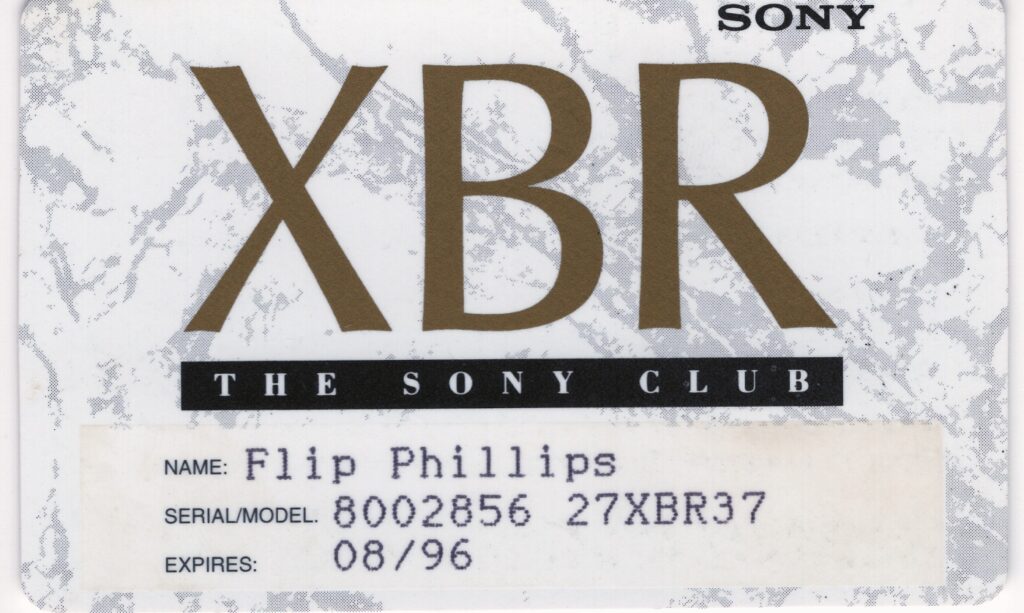 SONY
XBR
THE SONY CLUB
NAME: Flip Phillips
SERIAL/MODEL. 8002856 27XBR37
EXPIRES: 08/96